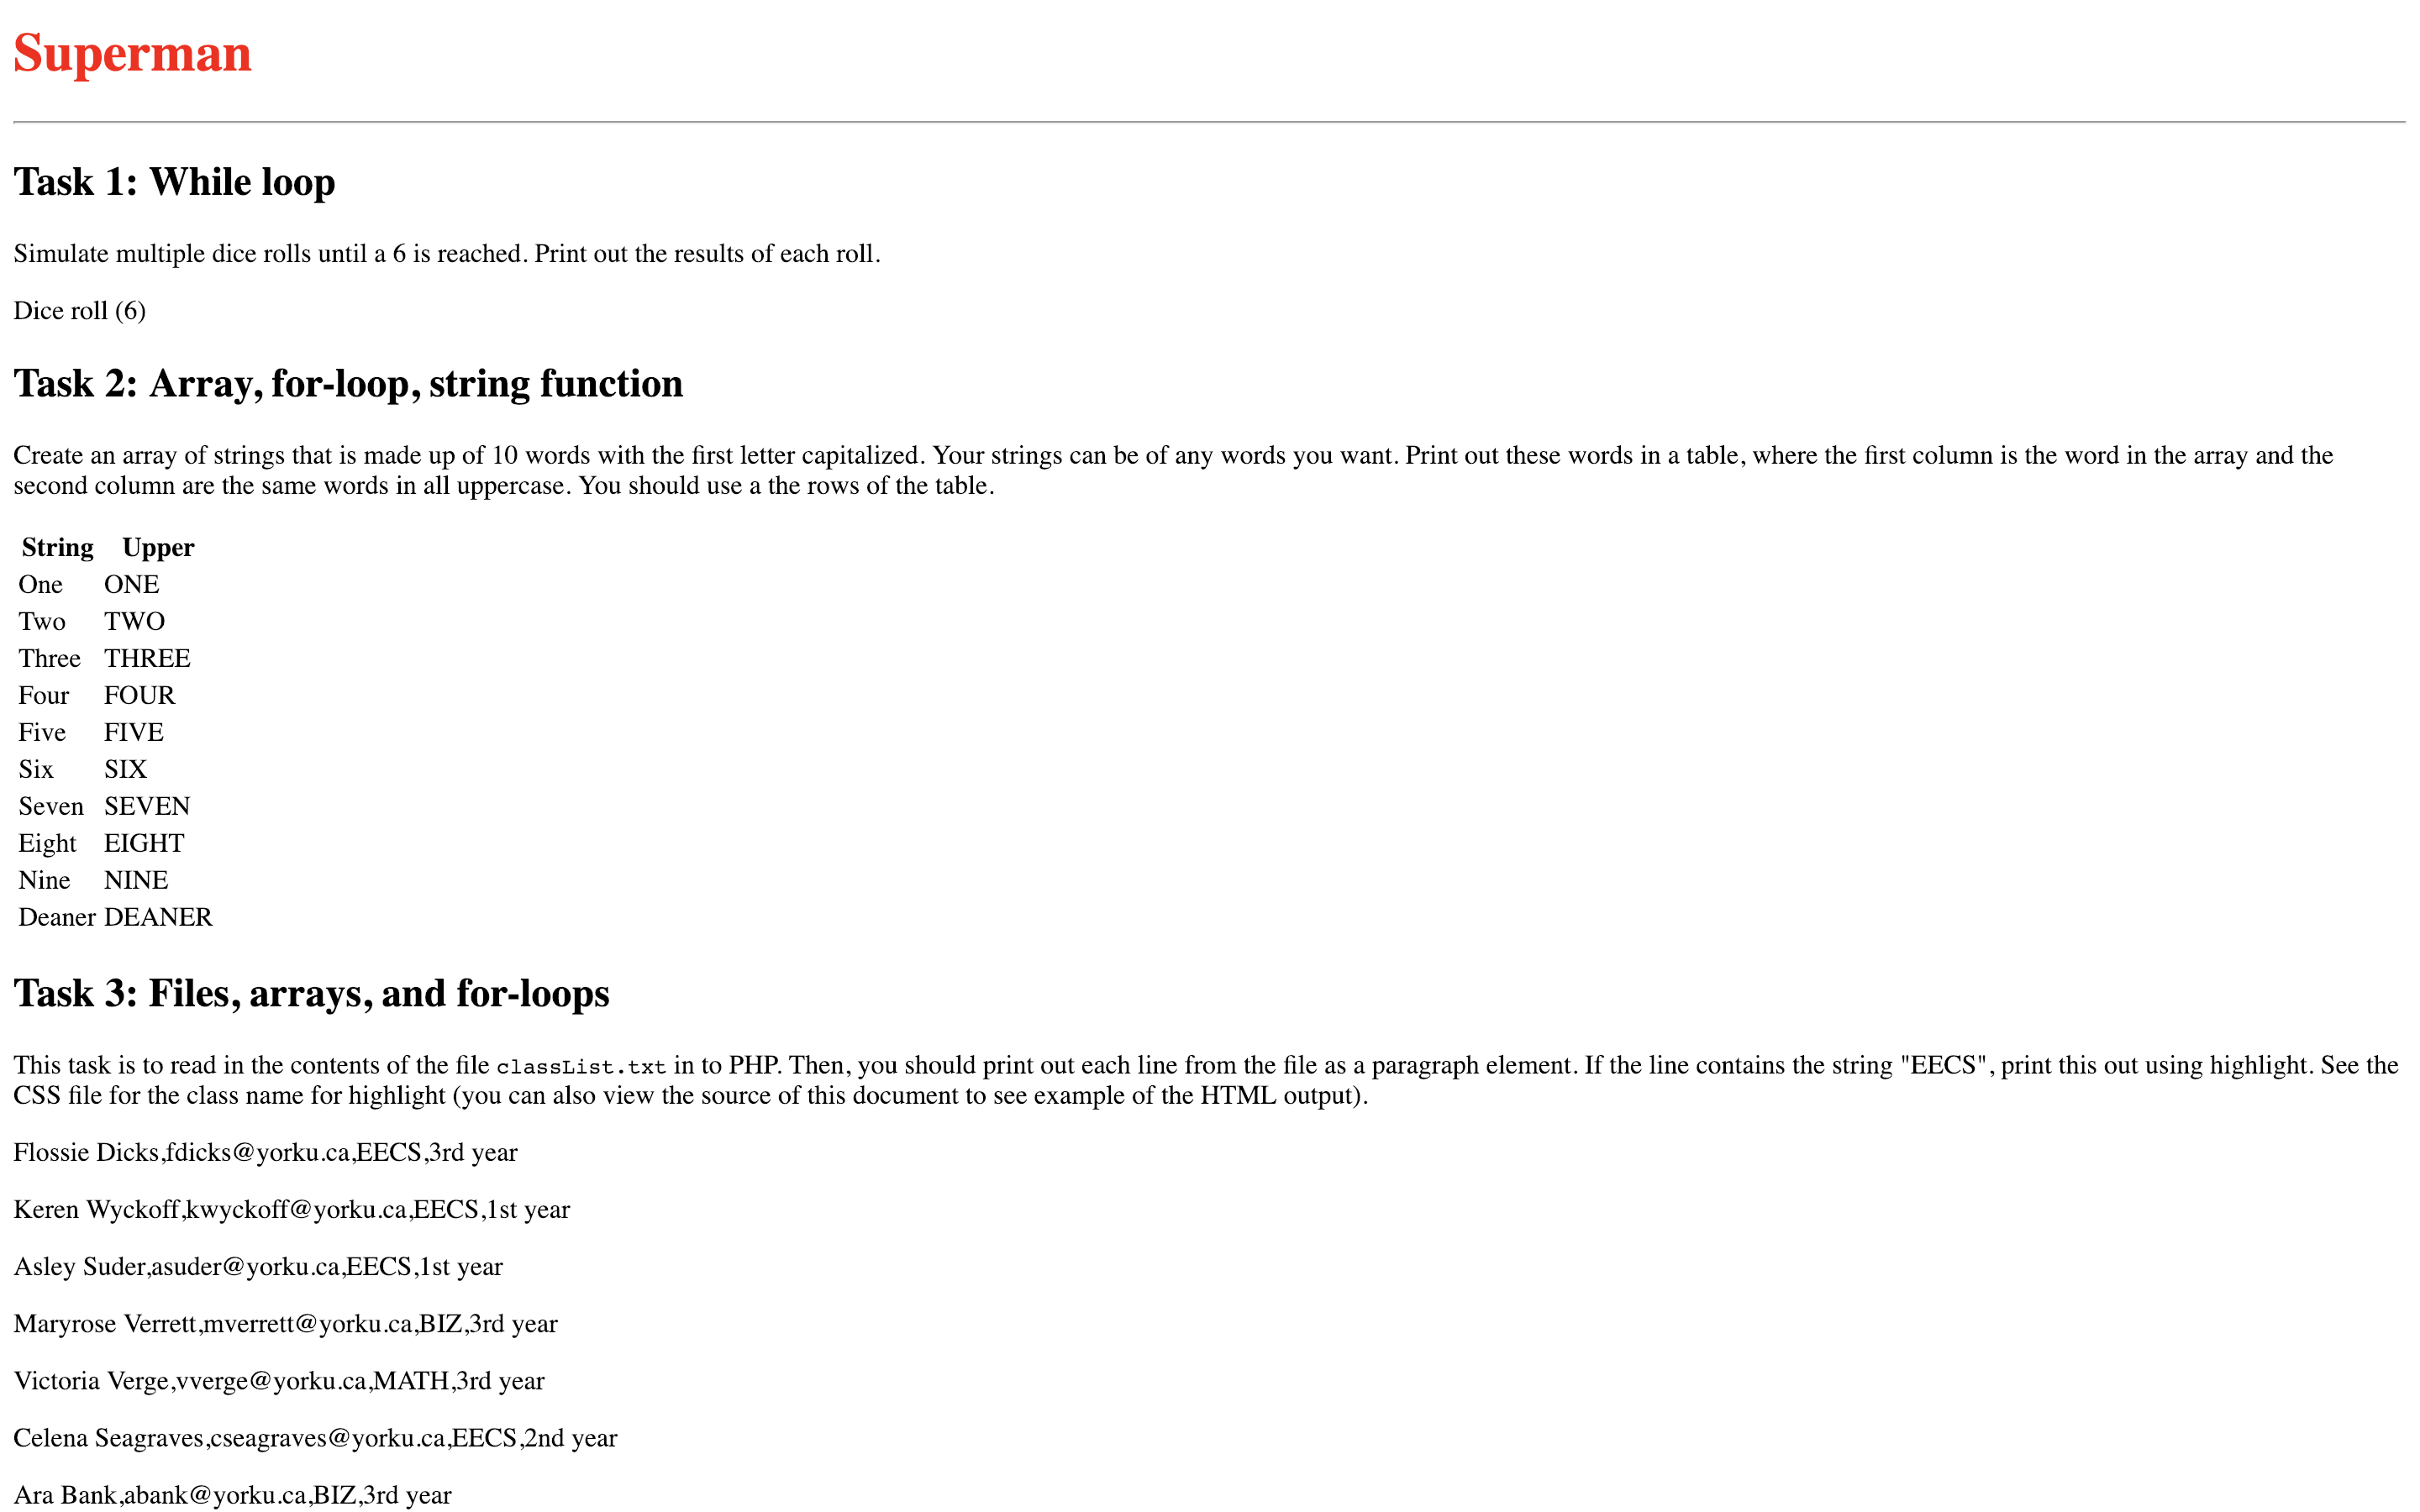 Superman
Task 1: While loop
Simulate multiple dice rolls until a 6 is reached. Print out the results of each roll.
Dice roll (6)
Task 2: Array, for-loop, string function
Create an array of strings that is made up of 10 words with the first letter capitalized. Your strings can be of any words you want. Print out these words in a table, where the first column is the word in the array and the
second column are the same words in all uppercase. You should use a the rows of the table.
String Upper
One ONE
Two TWO
Three THREE
Four FOUR
Five FIVE
Six SIX
Seven SEVEN
Eight EIGHT
Nine NINE
Deaner DEANER
Task 3: Files, arrays, and for-loops
This task is to read in the contents of the file classList.txt in to PHP. Then, you should print out each line from the file as a paragraph element. If the line contains the string "EECS", print this out using highlight. See the
CSS file for the class name for highlight (you can also view the source of this document to see example of the HTML output).
Flossie Dicks,fdicks@yorku.ca,EECS,3rd year
Keren Wyckoff,kwyckoff@yorku.ca,EECS,1st year
Asley Suder,asuder@yorku.ca,EECS,1st year
Maryrose Verrett,mverrett@yorku.ca,BIZ,3rd year
Victoria Verge,vverge@yorku.ca,MATH,3rd year
Celena Seagraves,cseagraves@yorku.ca,EECS,2nd year
Ara Bank,abank@yorku.ca,BIZ,3rd year